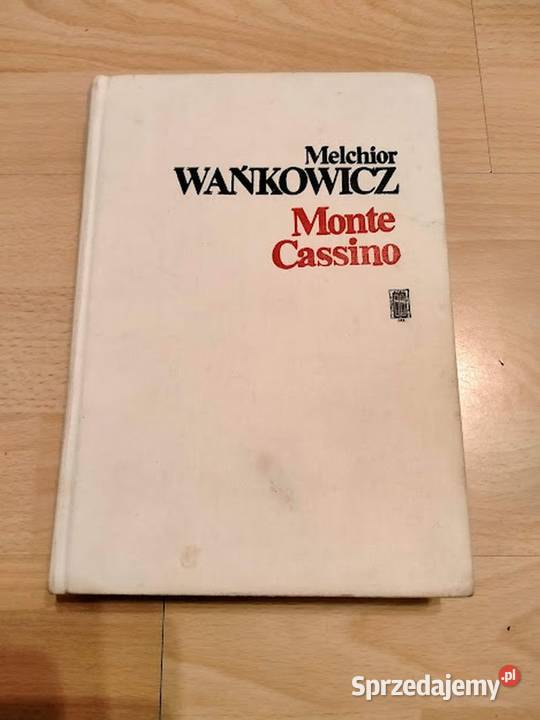 Melchior
WAŃKOWICZ
Monte
Cassino
Sprzedajemy.pl